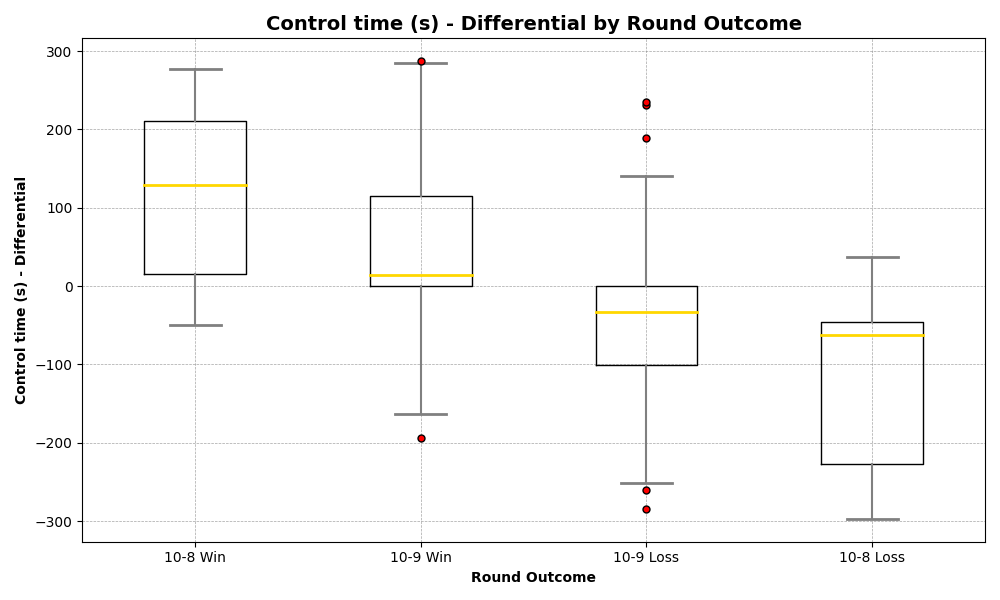 Control time (s) - Differential by Round Outcome
Control time (s) - Differential
300
200
100
0
−100
−200
−300
10-8 Win
10-9 Win
10-9 Loss
10-8 Loss
Round Outcome